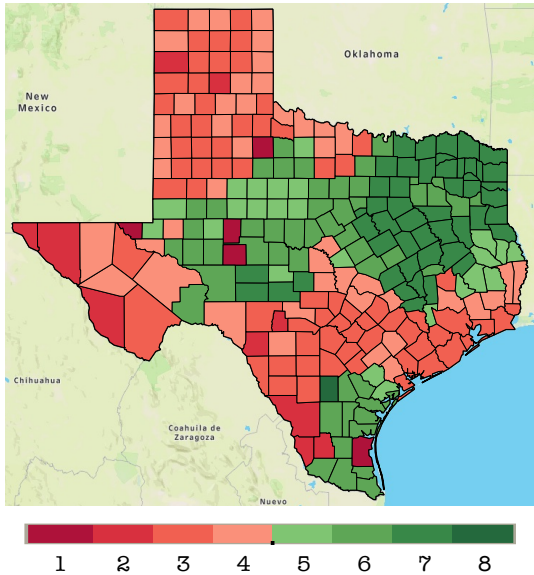 Oklahoma
New
Mexico
Chihuahua
Coahuila de
Zaragoza
Nuevo
1 2 3 4 5 6 7 8